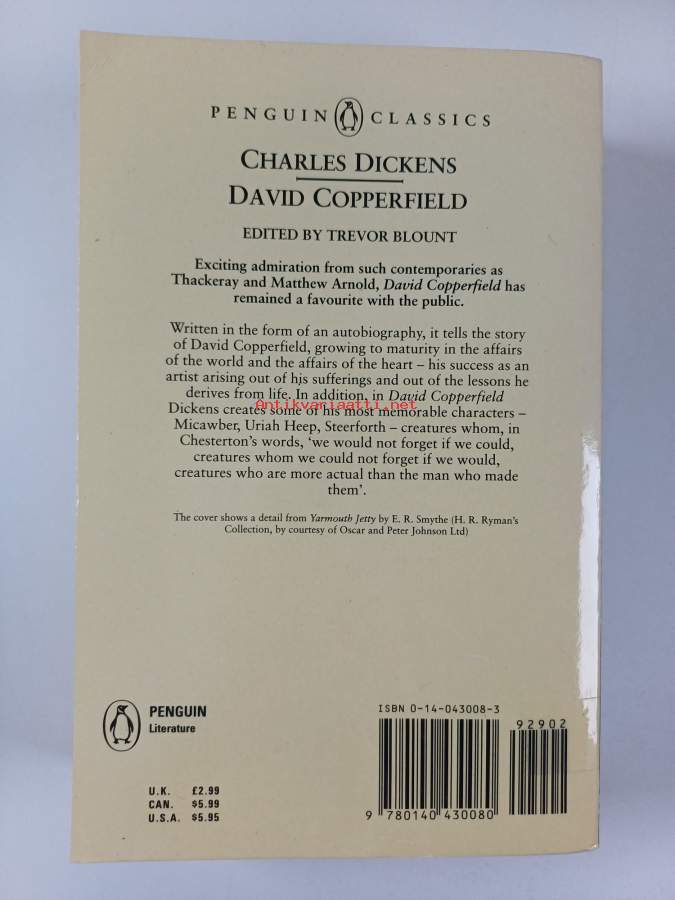 PENGUIN CLASSICS
CHARLES DICKENS
DAVID COPPERFIELD
EDITED BY TREVOR BLOUNT
Exciting admiration from such contemporaries as
Thackeray and Matthew Arnold, David Copperfield has
remained a favourite with the public.
Written in the form of an autobiography, it tells the story
of David Copperfield, growing to maturity in the affairs
of the world and the affairs of the heart – his success as an
artist arising out of his sufferings and out of the lessons he
derives from life. In addition, in David Copperfield
Antikvariaatti.net
Dickens creates some of his most memorable characters –
Micawber, Uriah Heep, Steerforth – creatures whom, in
Chesterton's words, 'we would not forget if we could,
creatures whom we could not forget if we would,
creatures who are more actual than the man who made
them'.
The cover shows a detail from Yarmouth Jetty by E. R. Smythe (H. R. Ryman's
Collection, by courtesy of Oscar and Peter Johnson Ltd)
PENGUIN
Literature
U.K. £2.99
CAN. $5.99
U.S.A. $5.95
ISBN 0-14-043008-3
92902
9 780140 430080